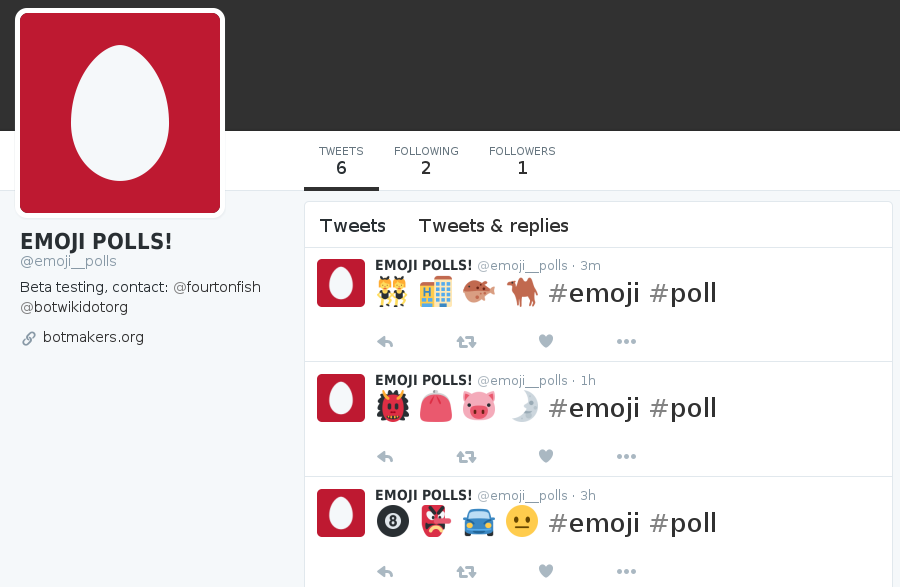 TWEETS FOLLOWING FOLLOWERS
6 2 1
EMOJI POLLS!
@emoji__polls
Beta testing, contact: @fourtonfish
@botwikidotorg
botmakers.org
Tweets Tweets & replies
EMOJI POLLS! @emoji__polls · 3m
👯🏨🐡🐫 #emoji #poll
EMOJI POLLS! @emoji__polls · 1h
👹👛🐷🌛 #emoji #poll
EMOJI POLLS! @emoji__polls · 3h
🎱👺🚘😐 #emoji #poll